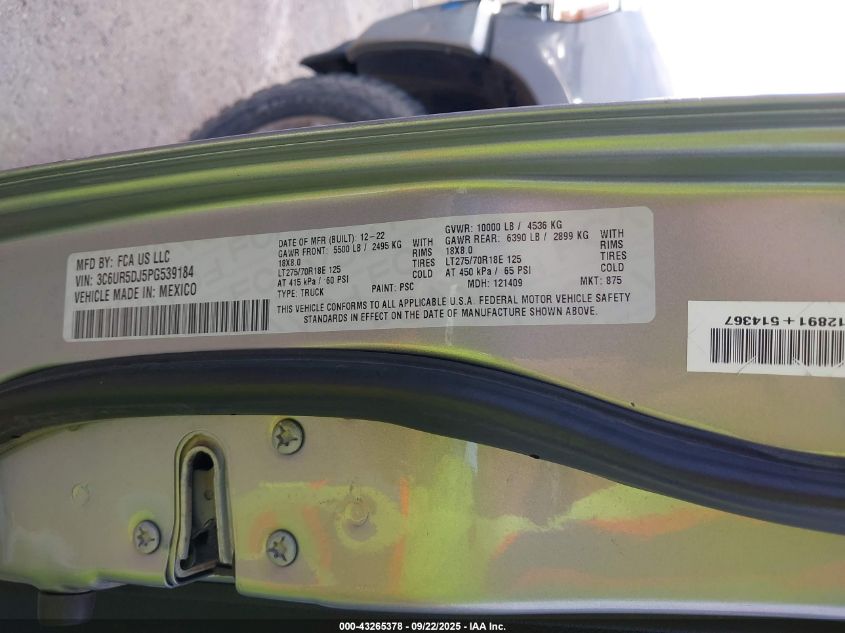 MFD BY: FCA US LLC
VIN: 3C6UR5DJ5PG539184
VEHICLE MADE IN: MEXICO
DATE OF MFR (BUILT): 12-22
GAWR FRONT: 5500 LB / 2495 KG
18X8.0
LT275/70R18E 125
AT 415 kPa / 60 PSI
TYPE: TRUCK
WITH
RIMS
TIRES
COLD
GVWR: 10000 LB / 4536 KG
GAWR REAR: 6390 LB / 2899 KG
18X8.0
LT275/70R18E 125
AT 450 kPa / 65 PSI
WITH
RIMS
TIRES
COLD
PAINT: PSC
MDH: 121409
MKT: 875
THIS VEHICLE CONFORMS TO ALL APPLICABLE U.S.A. FEDERAL MOTOR VEHICLE SAFETY
STANDARDS IN EFFECT ON THE DATE OF MANUFACTURE SHOWN ABOVE.
12891+514367
000-43265378 - 09/22/2025 - IAA Inc.